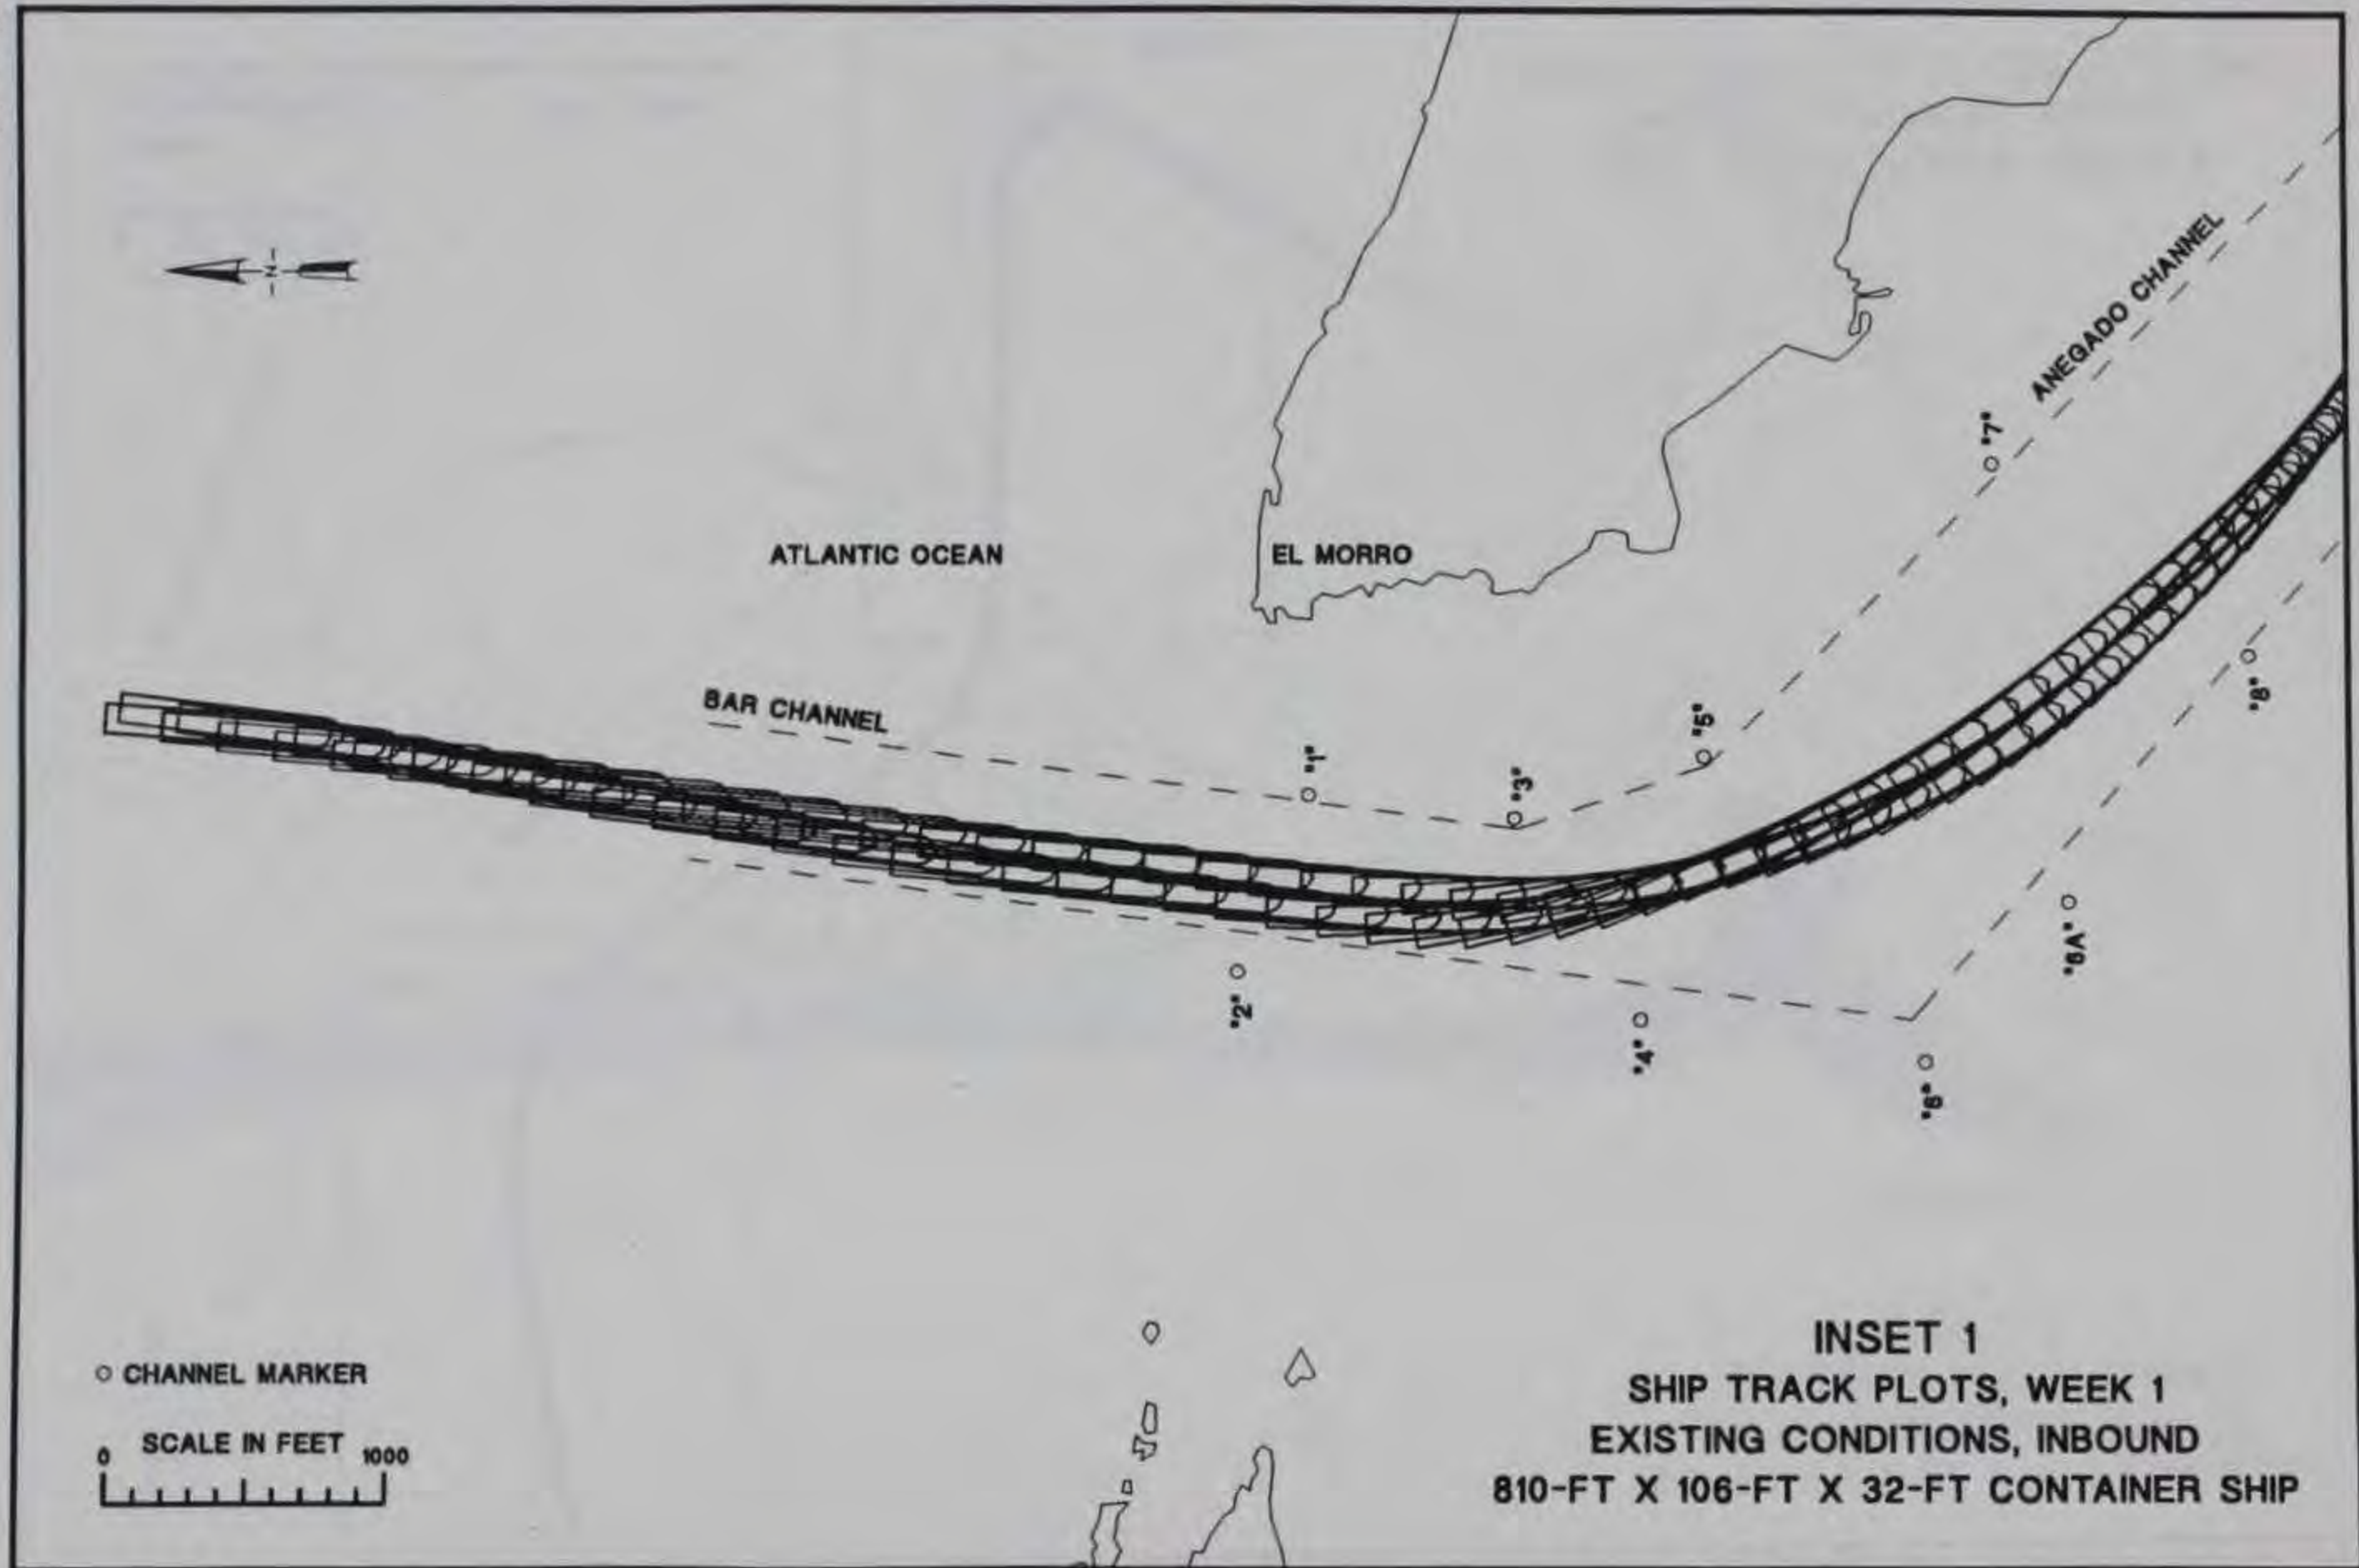 N
ANEGADO CHANNEL
"7"
ATLANTIC OCEAN
EL MORRO
BAR CHANNEL
"5"
"1"
"3"
"8"
"6A"
"2"
"4"
"6"
INSET 1
SHIP TRACK PLOTS, WEEK 1
EXISTING CONDITIONS, INBOUND
810-FT X 106-FT X 32-FT CONTAINER SHIP
CHANNEL MARKER
SCALE IN FEET
0 1000